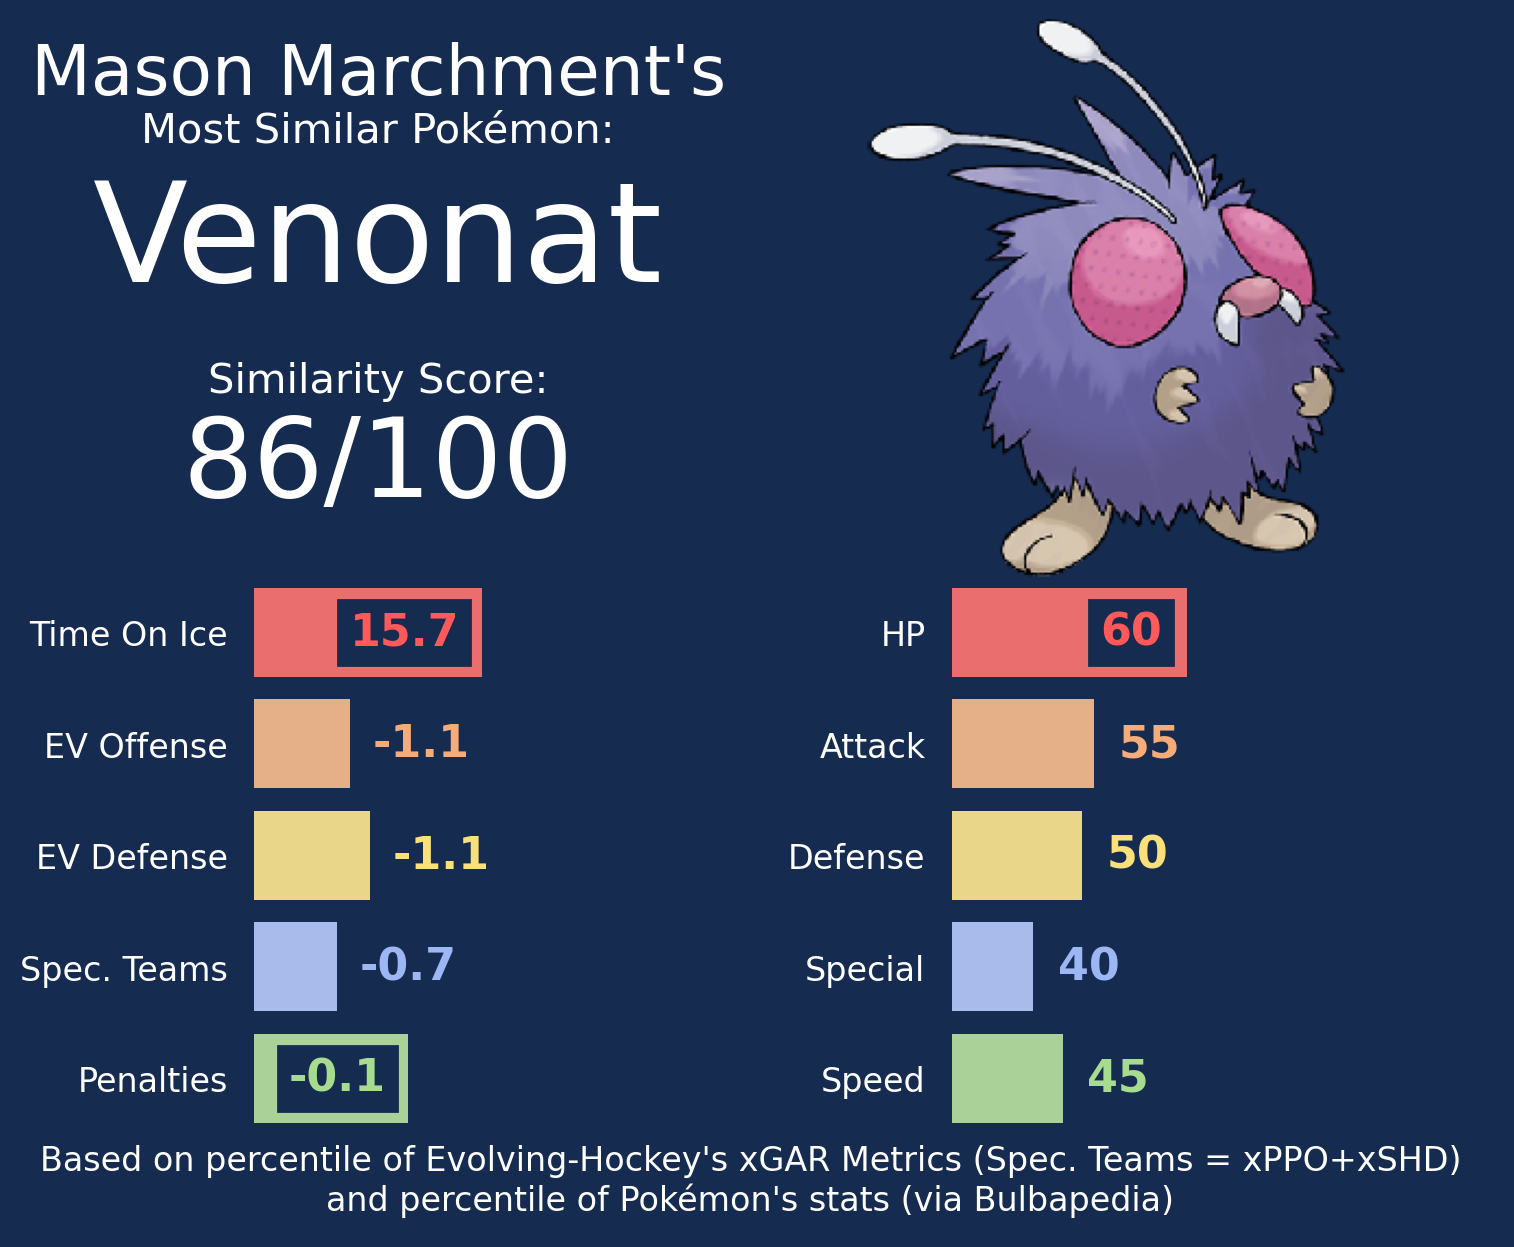 Mason Marchment's
Most Similar Pokémon:
Venonat
Similarity Score:
86/100
Time On Ice 15.7
EV Offense -1.1
EV Defense -1.1
Spec. Teams -0.7
Penalties -0.1
HP 60
Attack 55
Defense 50
Special 40
Speed 45
Based on percentile of Evolving-Hockey's xGAR Metrics (Spec. Teams = xPPO+xSHD)
and percentile of Pokémon's stats (via Bulbapedia)